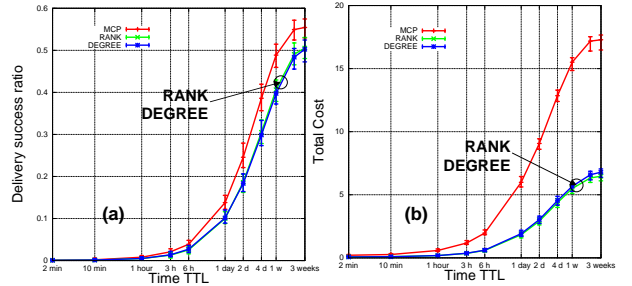 MCP
RANK
DEGREE
Delivery success ratio
0.6
0.5
0.4
0.3
0.2
0.1
0
RANK
DEGREE
(a)
2 min 10 min 1 hour 3 h 6 h 1 day 2 d 4 d 1 w 3 weeks
Time TTL
MCP
RANK
DEGREE
Total Cost
20
15
10
5
0
RANK
DEGREE
(b)
2 min 10 min 1 hour 3 h 6 h 1 day 2 d 4 d 1 w 3 weeks
Time TTL